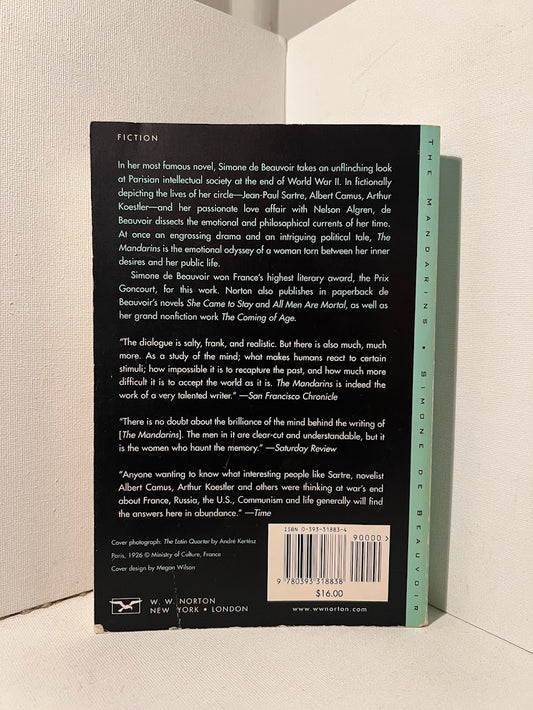 FICTION
In her most famous novel, Simone de Beauvoir takes an unflinching look
at Parisian intellectual society at the end of World War II. In fictionally
depicting the lives of her circle—Jean-Paul Sartre, Albert Camus, Arthur
Koestler—and her passionate love affair with Nelson Algren, de
Beauvoir dissects the emotional and philosophical currents of her time.
At once an engrossing drama and an intriguing political tale, The
Mandarins is the emotional odyssey of a woman torn between her inner
desires and her public life.
Simone de Beauvoir won France's highest literary award, the Prix
Goncourt, for this work. Norton also publishes in paperback de
Beauvoir's novels She Came to Stay and All Men Are Mortal, as well as
her grand nonfiction work The Coming of Age.
"The dialogue is salty, frank, and realistic. But there is also much, much
more. As a study of the mind; what makes humans react to certain
stimuli; how impossible it is to recapture the past, and how much more
difficult it is to accept the world as it is. The Mandarins is indeed the
work of a very talented writer." —San Francisco Chronicle
"There is no doubt about the brilliance of the mind behind the writing of
[The Mandarins]. The men in it are clear-cut and understandable, but it
is the women who haunt the memory." —Saturday Review
"Anyone wanting to know what interesting people like Sartre, novelist
Albert Camus, Arthur Koestler and others were thinking at war's end
about France, Russia, the U.S., Communism and life generally will find
the answers here in abundance." —Time
Cover photograph: The Latin Quarter by André Kertész
Paris, 1926 © Ministry of Culture, France
Cover design by Megan Wilson
W. W. NORTON
NEW YORK • LONDON
ISBN 0-393-31883-4
90000>
9 780393 318838
$16.00
www.wwnorton.com
THE MANDARINS • SIMONE DE BEAUVOIR